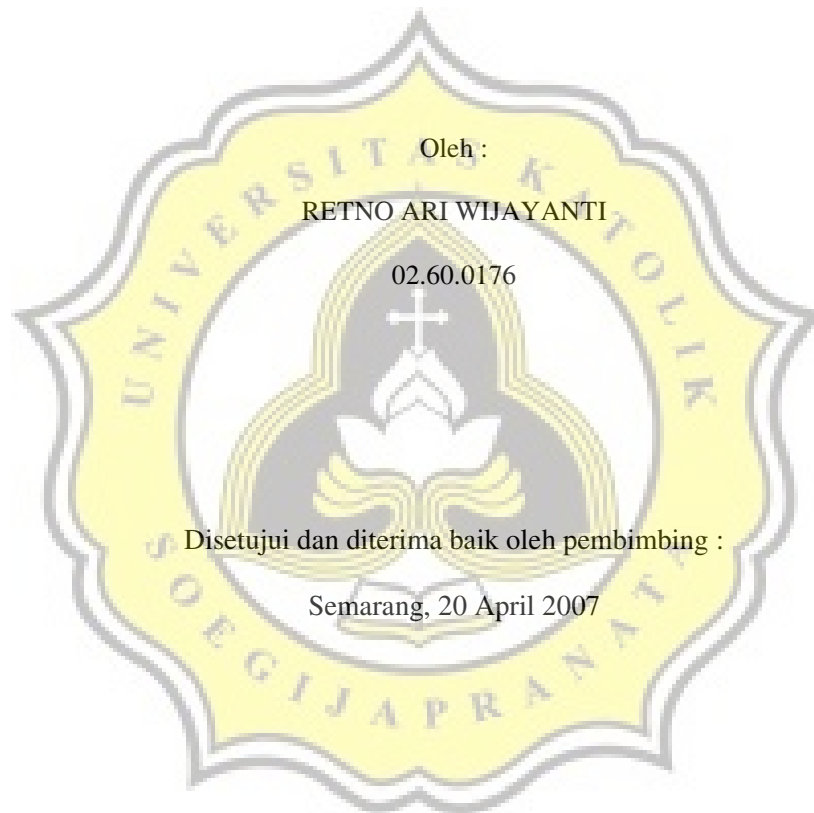 Oleh :
RETNO ARI WIJAYANTI
02.60.0176
Disetujui dan diterima baik oleh pembimbing :
Semarang, 20 April 2007
UNIVERSITAS KATOLIK
SOEGIJAPRANATA